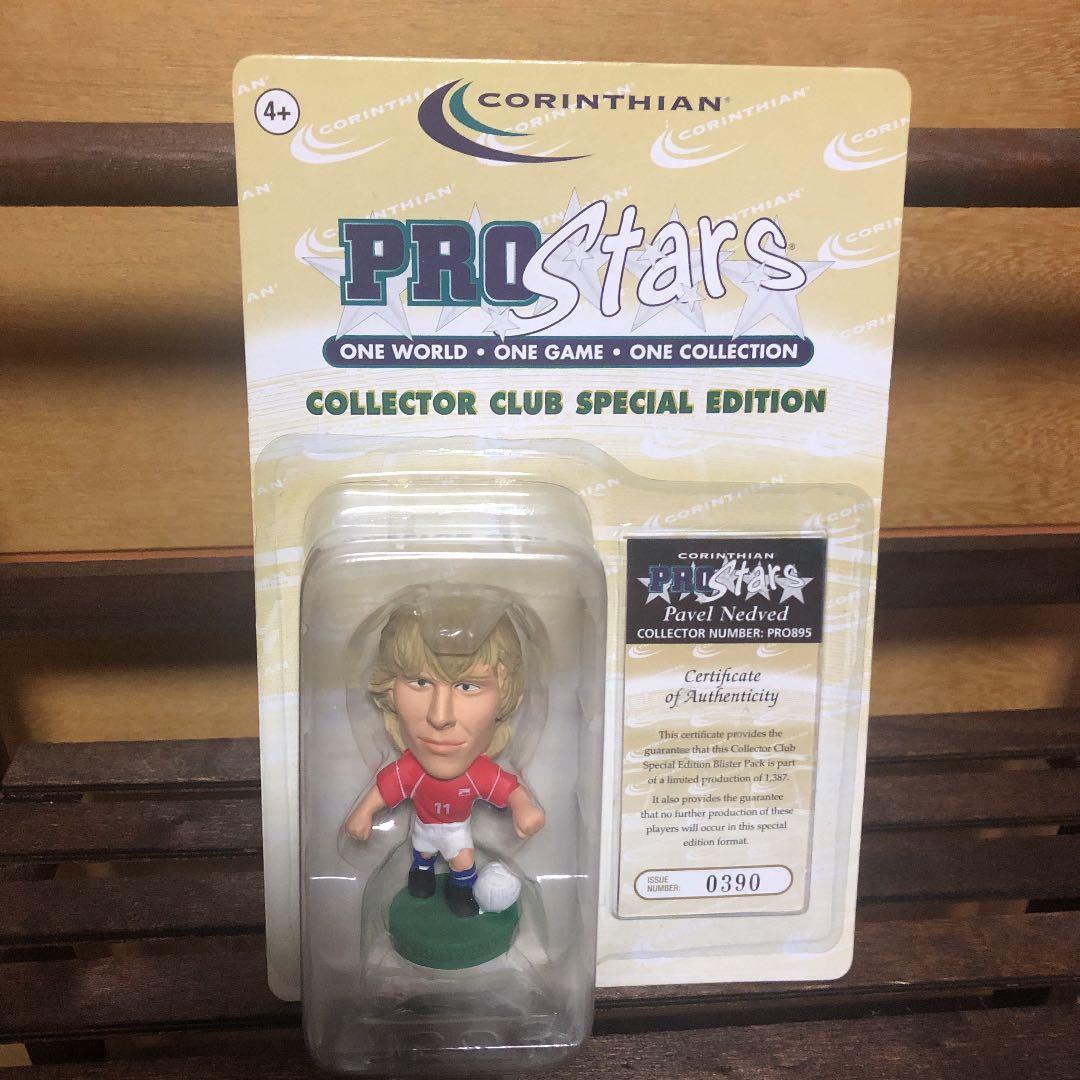 4+
CORINTHIAN®
PROStars®
ONE WORLD • ONE GAME • ONE COLLECTION
COLLECTOR CLUB SPECIAL EDITION
CORINTHIAN
PROStars
Pavel Nedved
COLLECTOR NUMBER: PRO895
Certificate
of Authenticity
This certificate provides the
guarantee that this Collector Club
Special Edition Blister Pack is part
of a limited production of 1,387.
It also provides the guarantee
that no further production of these
players will occur in this special
edition format.
ISSUE
NUMBER: 0390
11